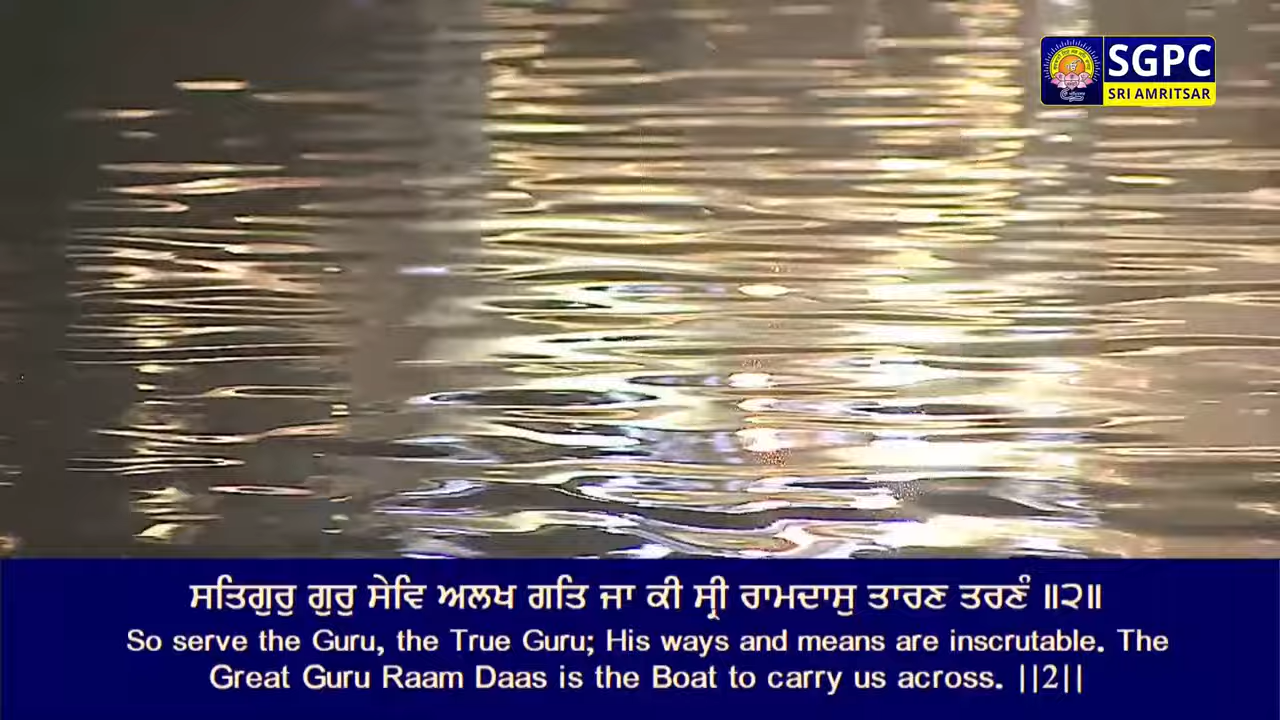 SGPC
SRI AMRITSAR
ਸਤਿਗੁਰੁ ਗੁਰੁ ਸੇਵਿ ਅਲਖ ਗਤਿ ਜਾ ਕੀ ਸ੍ਰੀ ਰਾਮਦਾਸੁ ਤਾਰਣ ਤਰਣੰ ॥੨॥
So serve the Guru, the True Guru; His ways and means are inscrutable. The
Great Guru Raam Daas is the Boat to carry us across. ||2||